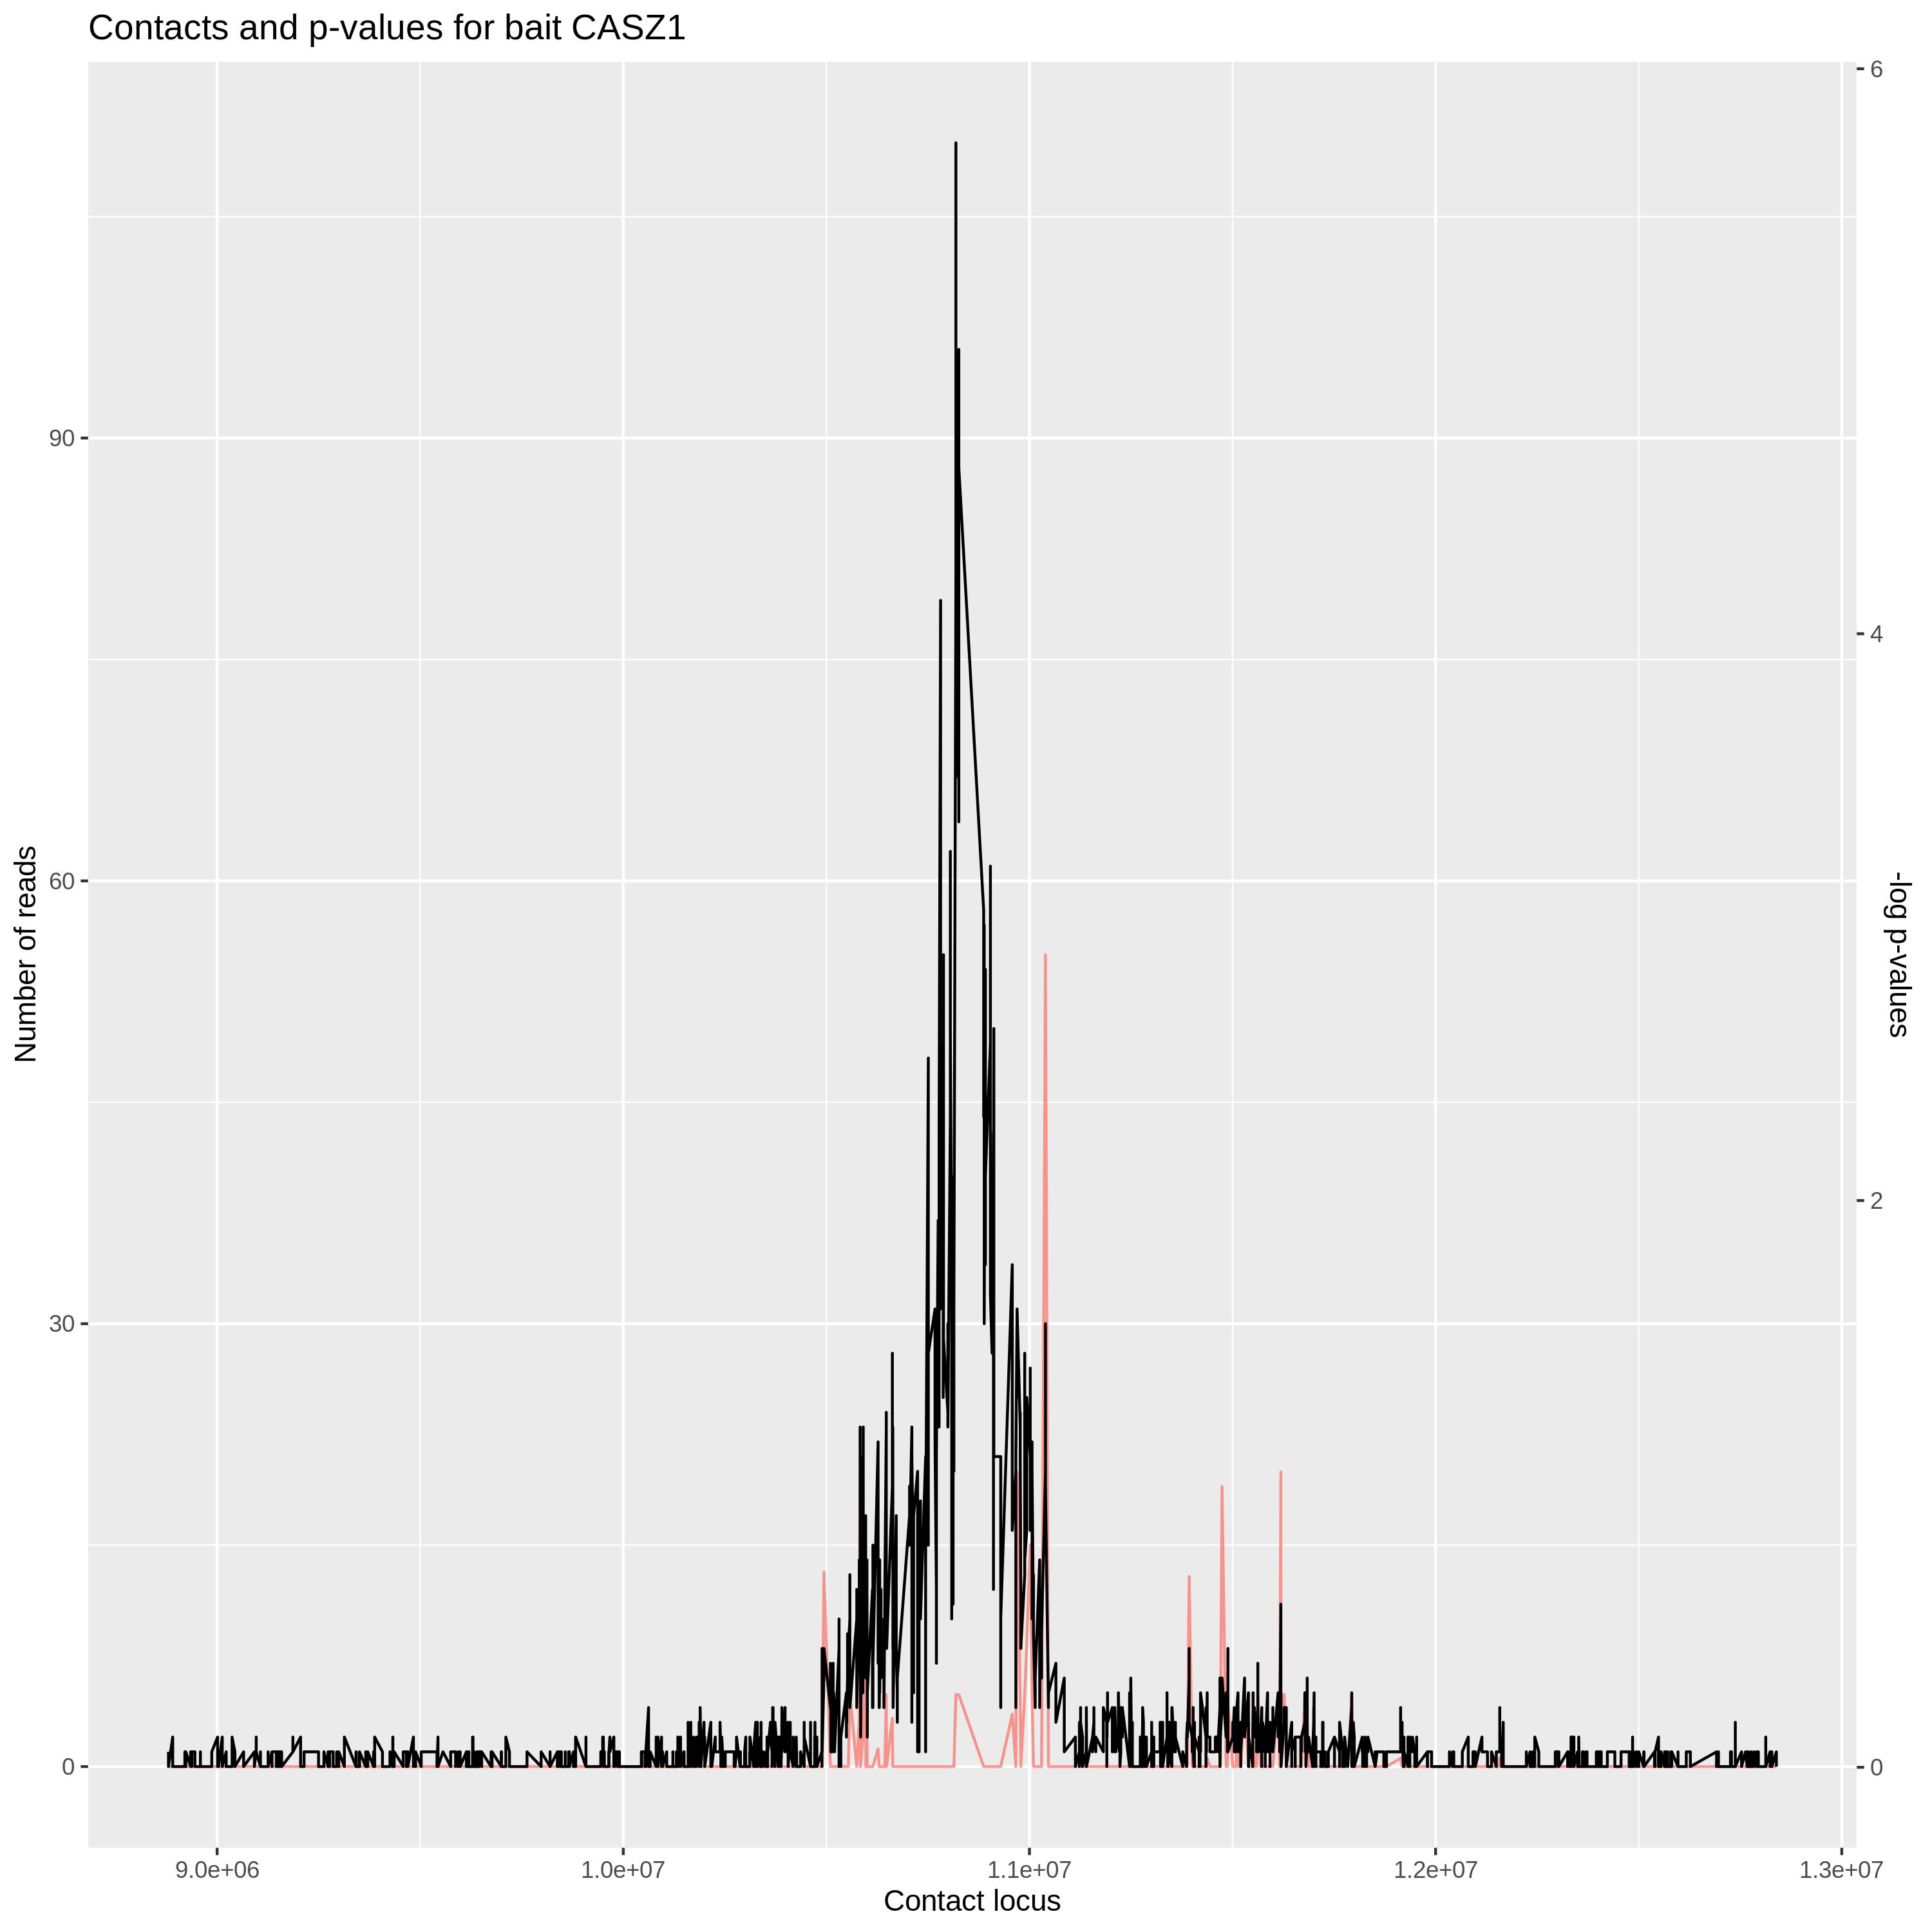 Contacts and p-values for bait CASZ1
6
90
4
60
Number of reads
-log p-values
2
30
0
0
9.0e+06 1.0e+07 1.1e+07 1.2e+07 1.3e+07
Contact locus